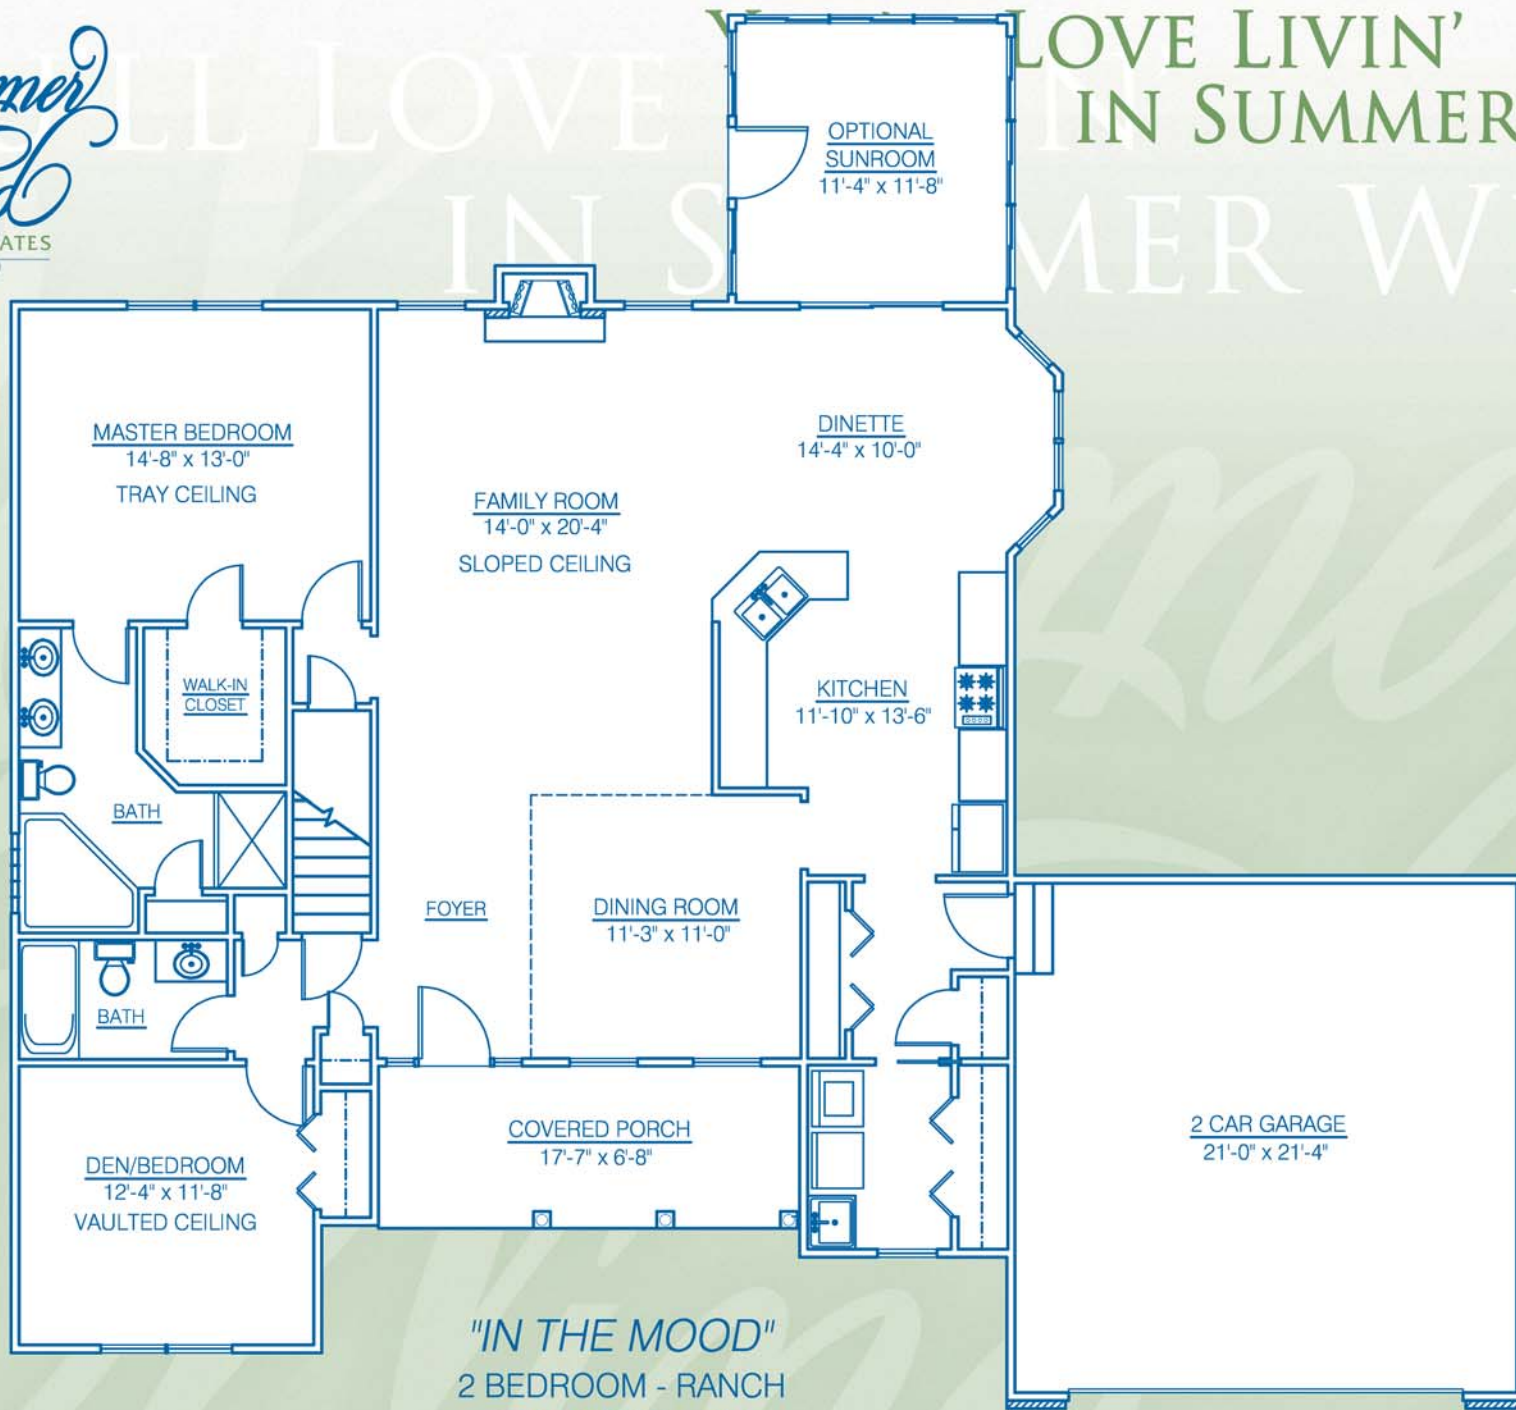 LOVE LIVIN'
IN SUMMER
ILL LOVE
IN S MER W
ATES
OPTIONAL
SUNROOM
11'-4" x 11'-8"
MASTER BEDROOM
14'-8" x 13'-0"
TRAY CEILING
DINETTE
14'-4" x 10'-0"
FAMILY ROOM
14'-0" x 20'-4"
SLOPED CEILING
WALK-IN
CLOSET
KITCHEN
11'-10" x 13'-6"
BATH
FOYER
DINING ROOM
11'-3" x 11'-0"
BATH
COVERED PORCH
17'-7" x 6'-8"
2 CAR GARAGE
21'-0" x 21'-4"
DEN/BEDROOM
12'-4" x 11'-8"
VAULTED CEILING
"IN THE MOOD"
2 BEDROOM - RANCH